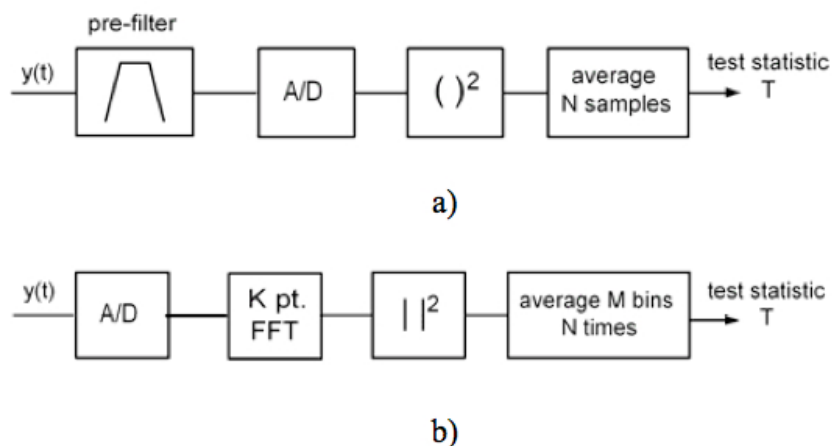 pre-filter
y(t)
A/D
( )²
average
N samples
test statistic
T
a)
y(t)
A/D
K pt.
FFT
| |²
average M bins
N times
test statistic
T
b)